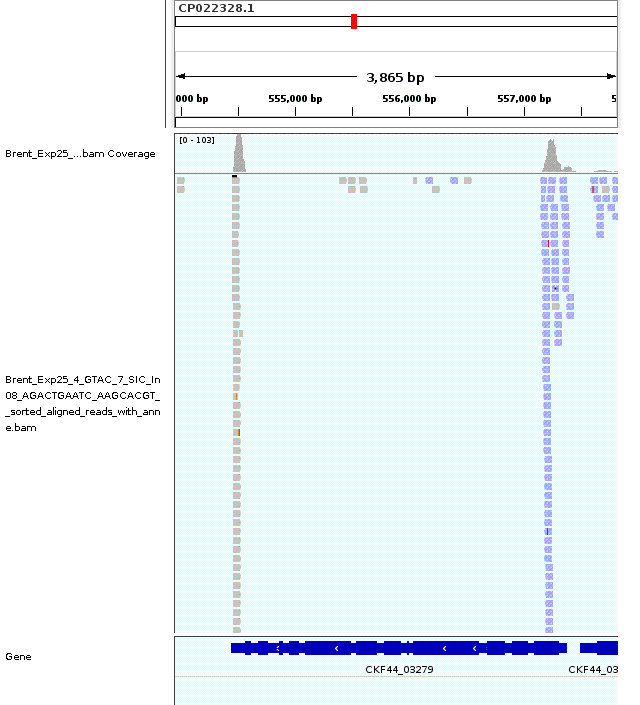 CP022328.1
3,865 bp
000 bp 555,000 bp 556,000 bp 557,000 bp 5
[0 - 103]
Brent_Exp25_...bam Coverage
Brent_Exp25_4_GTAC_7_SIC_In
08_AGACTGAATC_AAGCACGT_
_sorted_aligned_reads_with_ann
e.bam
Gene
CKF44_03279 CKF44_03